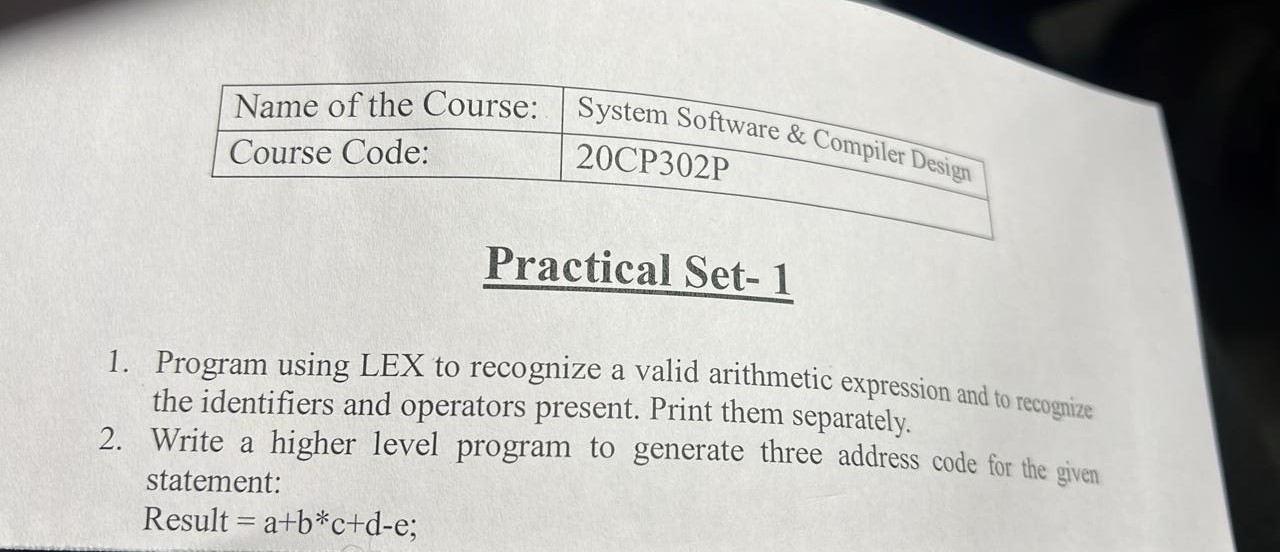 Name of the Course: System Software & Compiler Design
Course Code: 20CP302P
Practical Set- 1
1. Program using LEX to recognize a valid arithmetic expression and to recognize
the identifiers and operators present. Print them separately.
2. Write a higher level program to generate three address code for the given
statement:
Result = a+b*c+d-e;